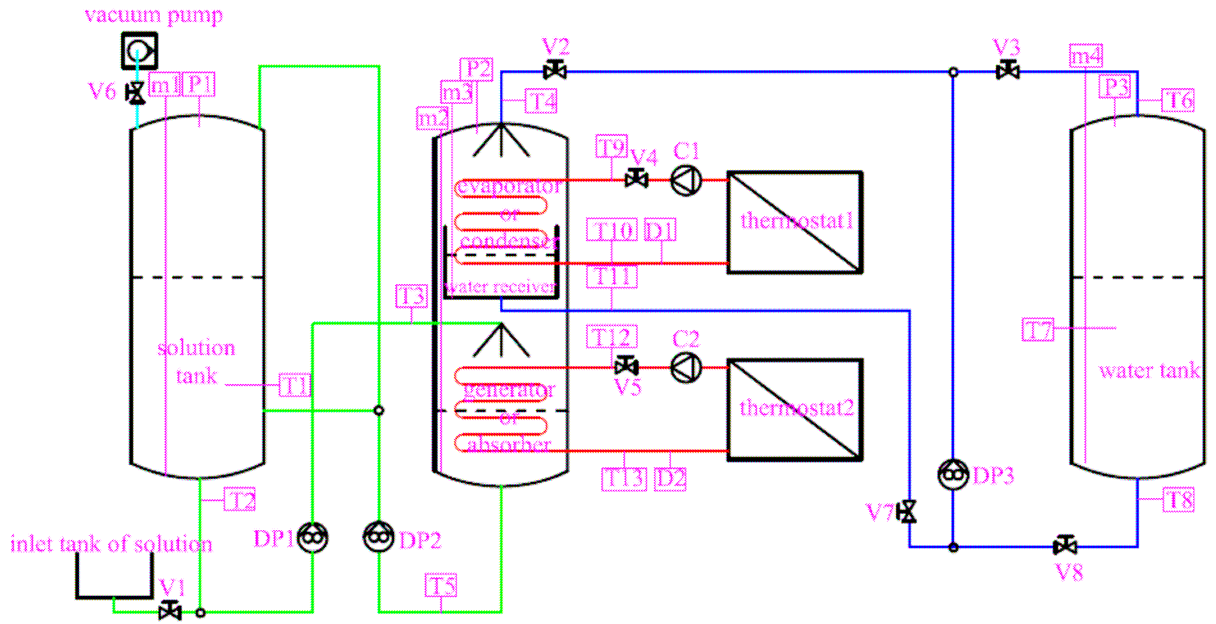 vacuum pump
V6
m1
P1
P2
m3
m2
V2
T4
V3
m4
P3
T6
T9
V4
C1
evaporator
or
condenser
T10
D1
thermostat1
T11
water receiver
T3
T12
V5
C2
T7
solution
tank
T1
generator
or
absorber
thermostat2
water tank
T13
D2
DP3
T2
T8
V7
inlet tank of solution
DP1
DP2
V1
T5
V8